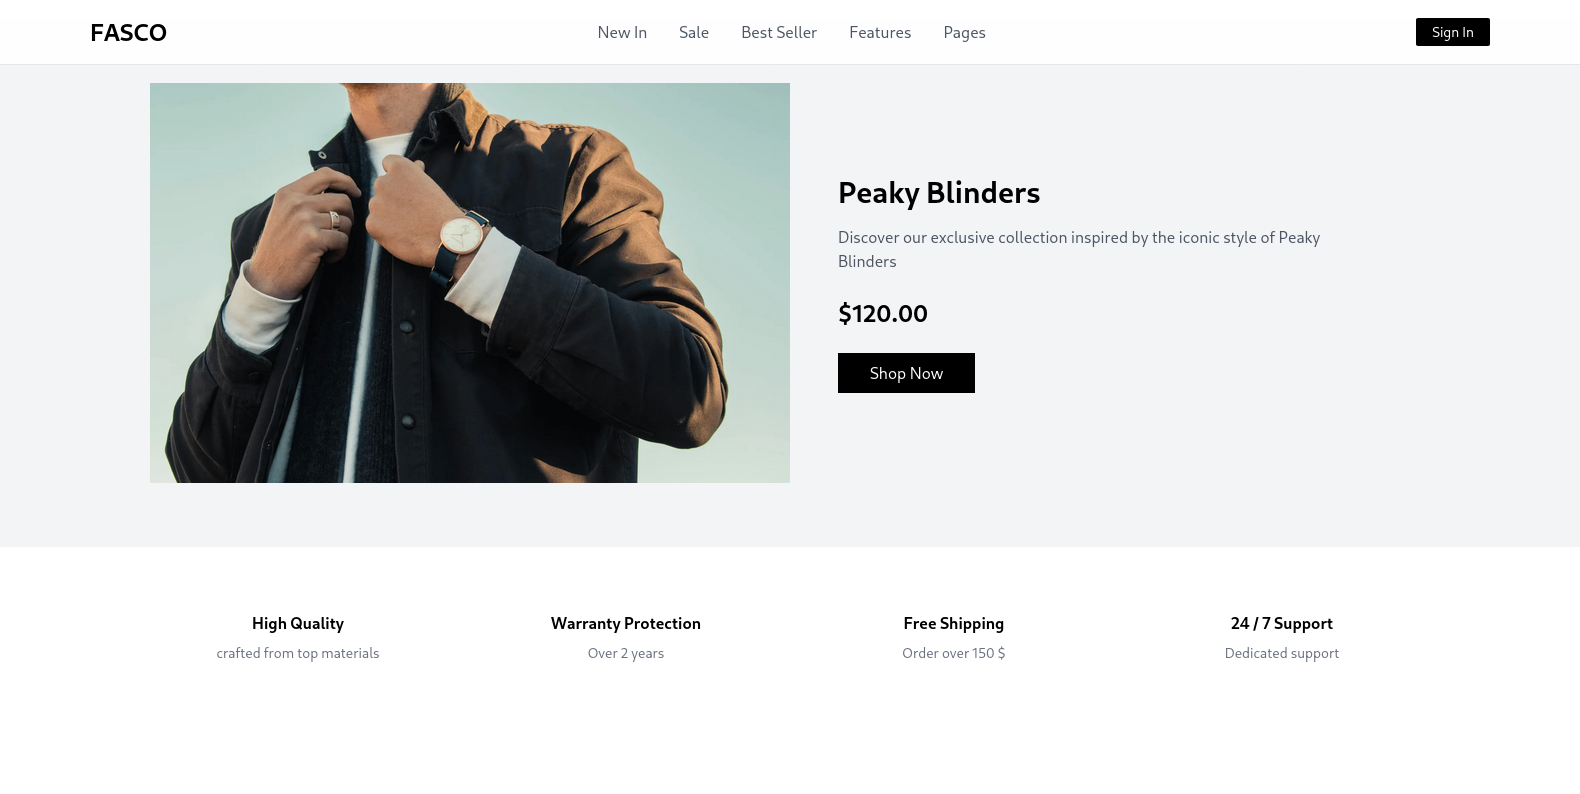 FASCO
New In
Sale
Best Seller
Features
Pages
Sign In
Peaky Blinders
Discover our exclusive collection inspired by the iconic style of Peaky
Blinders
$120.00
Shop Now
High Quality
crafted from top materials
Warranty Protection
Over 2 years
Free Shipping
Order over 150 $
24 / 7 Support
Dedicated support